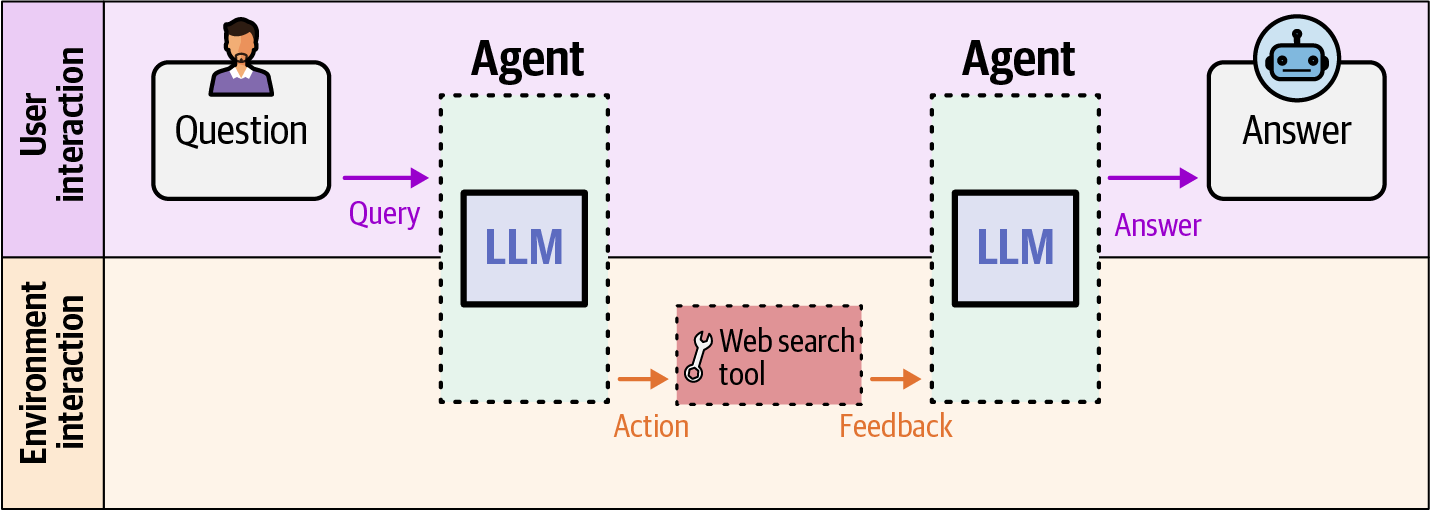 User
interaction
Question
Query
Agent
LLM
Agent
LLM
Answer
Answer
Environment
interaction
Action
Web search
tool
Feedback